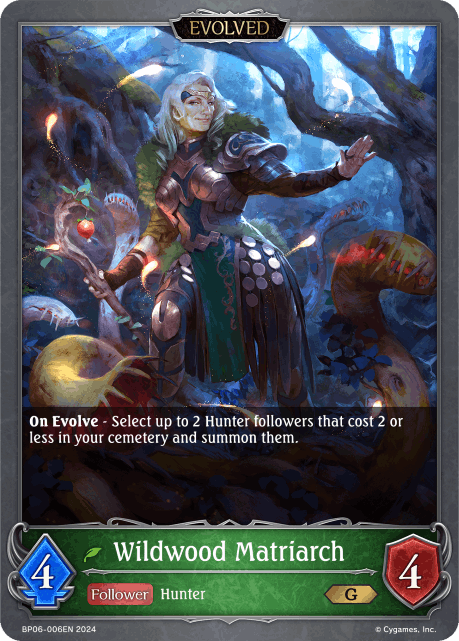 EVOLVED
On Evolve - Select up to 2 Hunter followers that cost 2 or
less in your cemetery and summon them.
Wildwood Matriarch
4
Follower Hunter
G
4
BP06-006EN 2024
© Cygames, Inc.